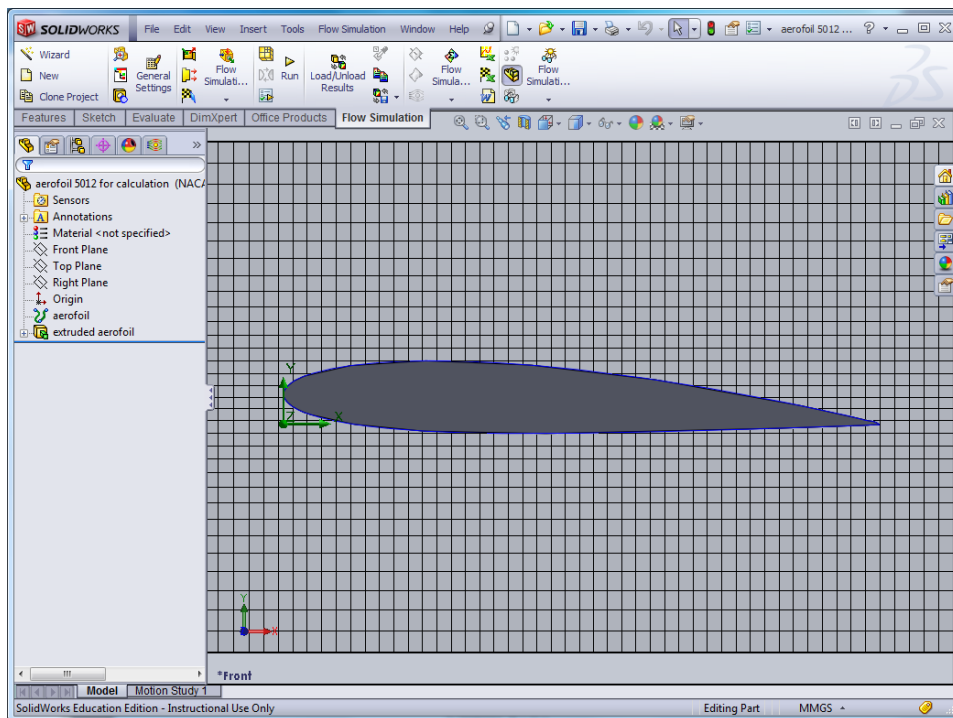 SW SOLIDWORKS File Edit View Insert Tools Flow Simulation Window Help aerofoil 5012 ... ?
Wizard
New
Clone Project
General Settings
Flow Simulati...
Run
Load/Unload Results
Flow Simula...
Flow Simulati...
Features Sketch Evaluate DimXpert Office Products Flow Simulation
»
aerofoil 5012 for calculation (NACA
Sensors
Annotations
Material <not specified>
Front Plane
Top Plane
Right Plane
Origin
aerofoil
extruded aerofoil
Y
Z X
Y
X
*Front
Model Motion Study 1
SolidWorks Education Edition - Instructional Use Only Editing Part MMGS